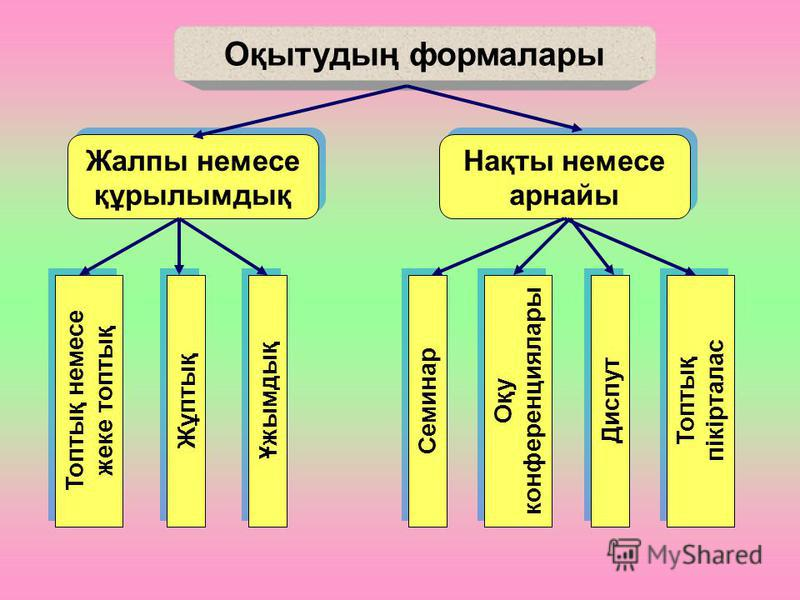 Оқытудың формалары
Жалпы немесе
құрылымдық
Нақты немесе
арнайы
Топтық немесе
жеке топтық
Жұптық
Ұжымдық
Семинар
Оқу
конференциялары
Диспут
Топтық
пікірталас
MyShared